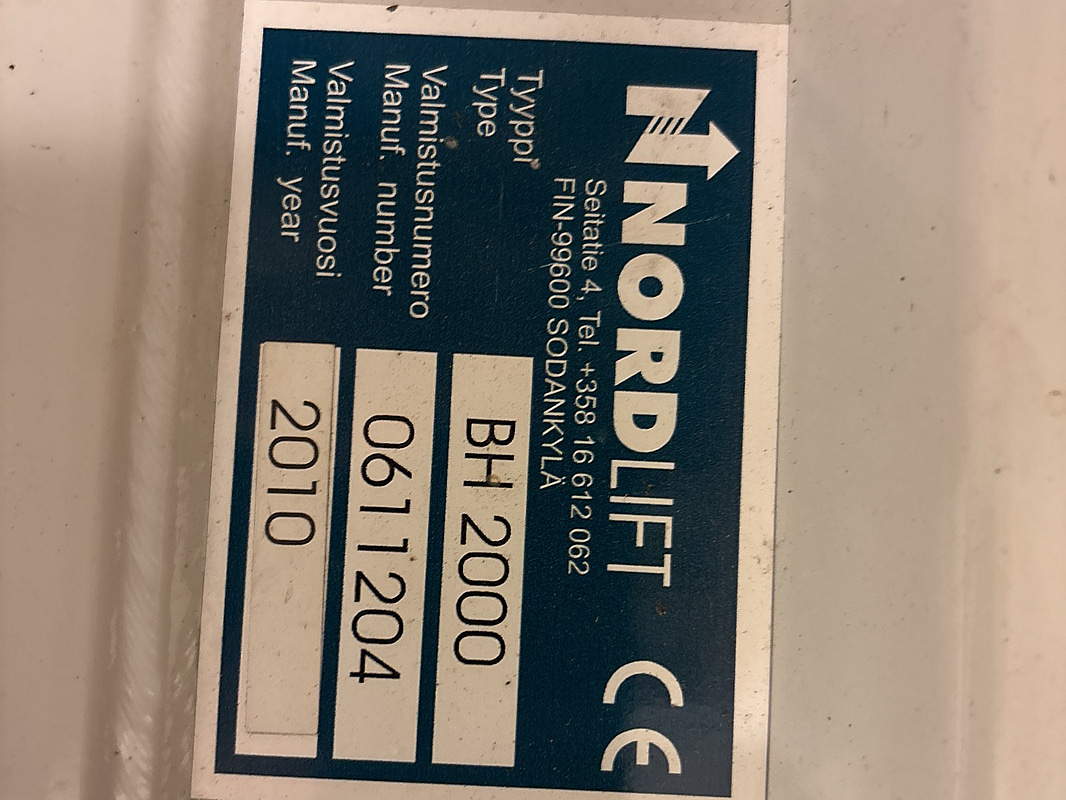 NORDLIFT CE
Seitatie 4, Tel. +358 16 612 062
FIN-99600 SODANKYLÄ
Tyyppi
Type
BH 2000
Valmistusnumero
Manuf. number
0611204
Valmistusvuosi
Manuf. year
2010